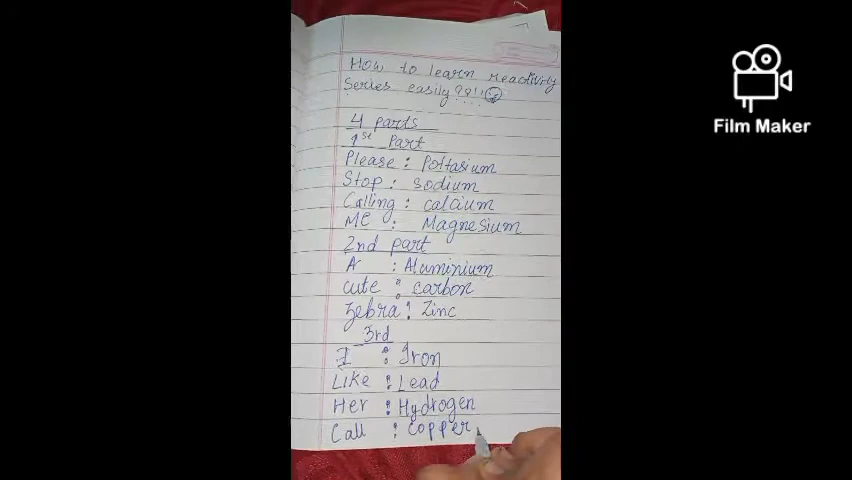 How to learn reactivity
Series easily??!!
4 parts
1st Part
Please : Pottasium
Stop : sodium
Calling : calcium
ME : Magnesium
2nd part
A : Aluminium
cute : carbon
Zebra : Zinc
3rd
I : Iron
Like : Lead
Her : Hydrogen
Call : Copper
Film Maker